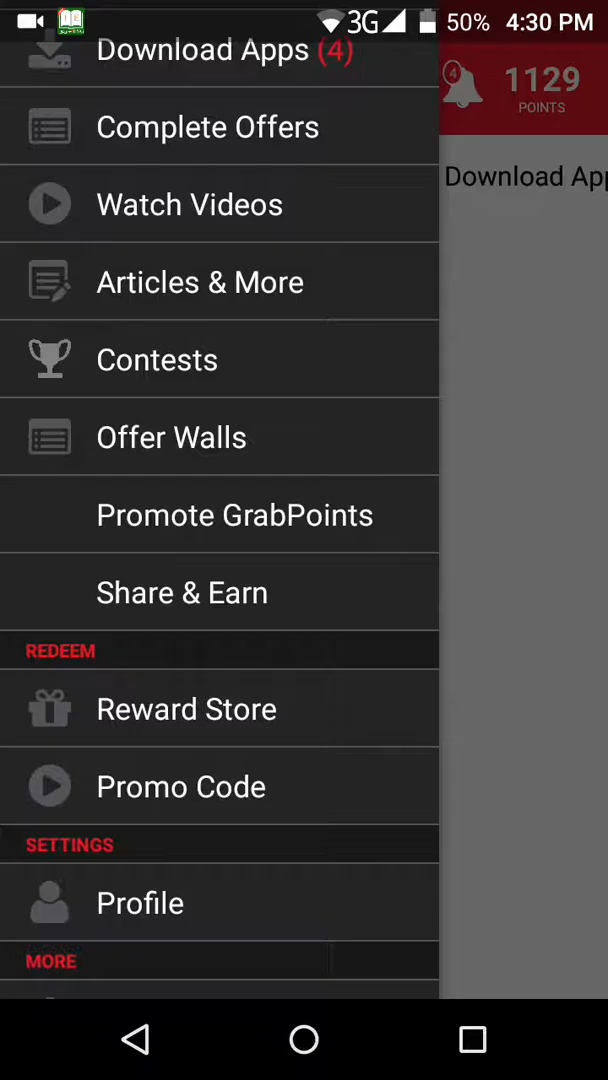 3G 50% 4:30 PM
Download Apps (4)
4
1129
POINTS
Complete Offers
Download App
Watch Videos
Articles & More
Contests
Offer Walls
Promote GrabPoints
Share & Earn
REDEEM
Reward Store
Promo Code
SETTINGS
Profile
MORE